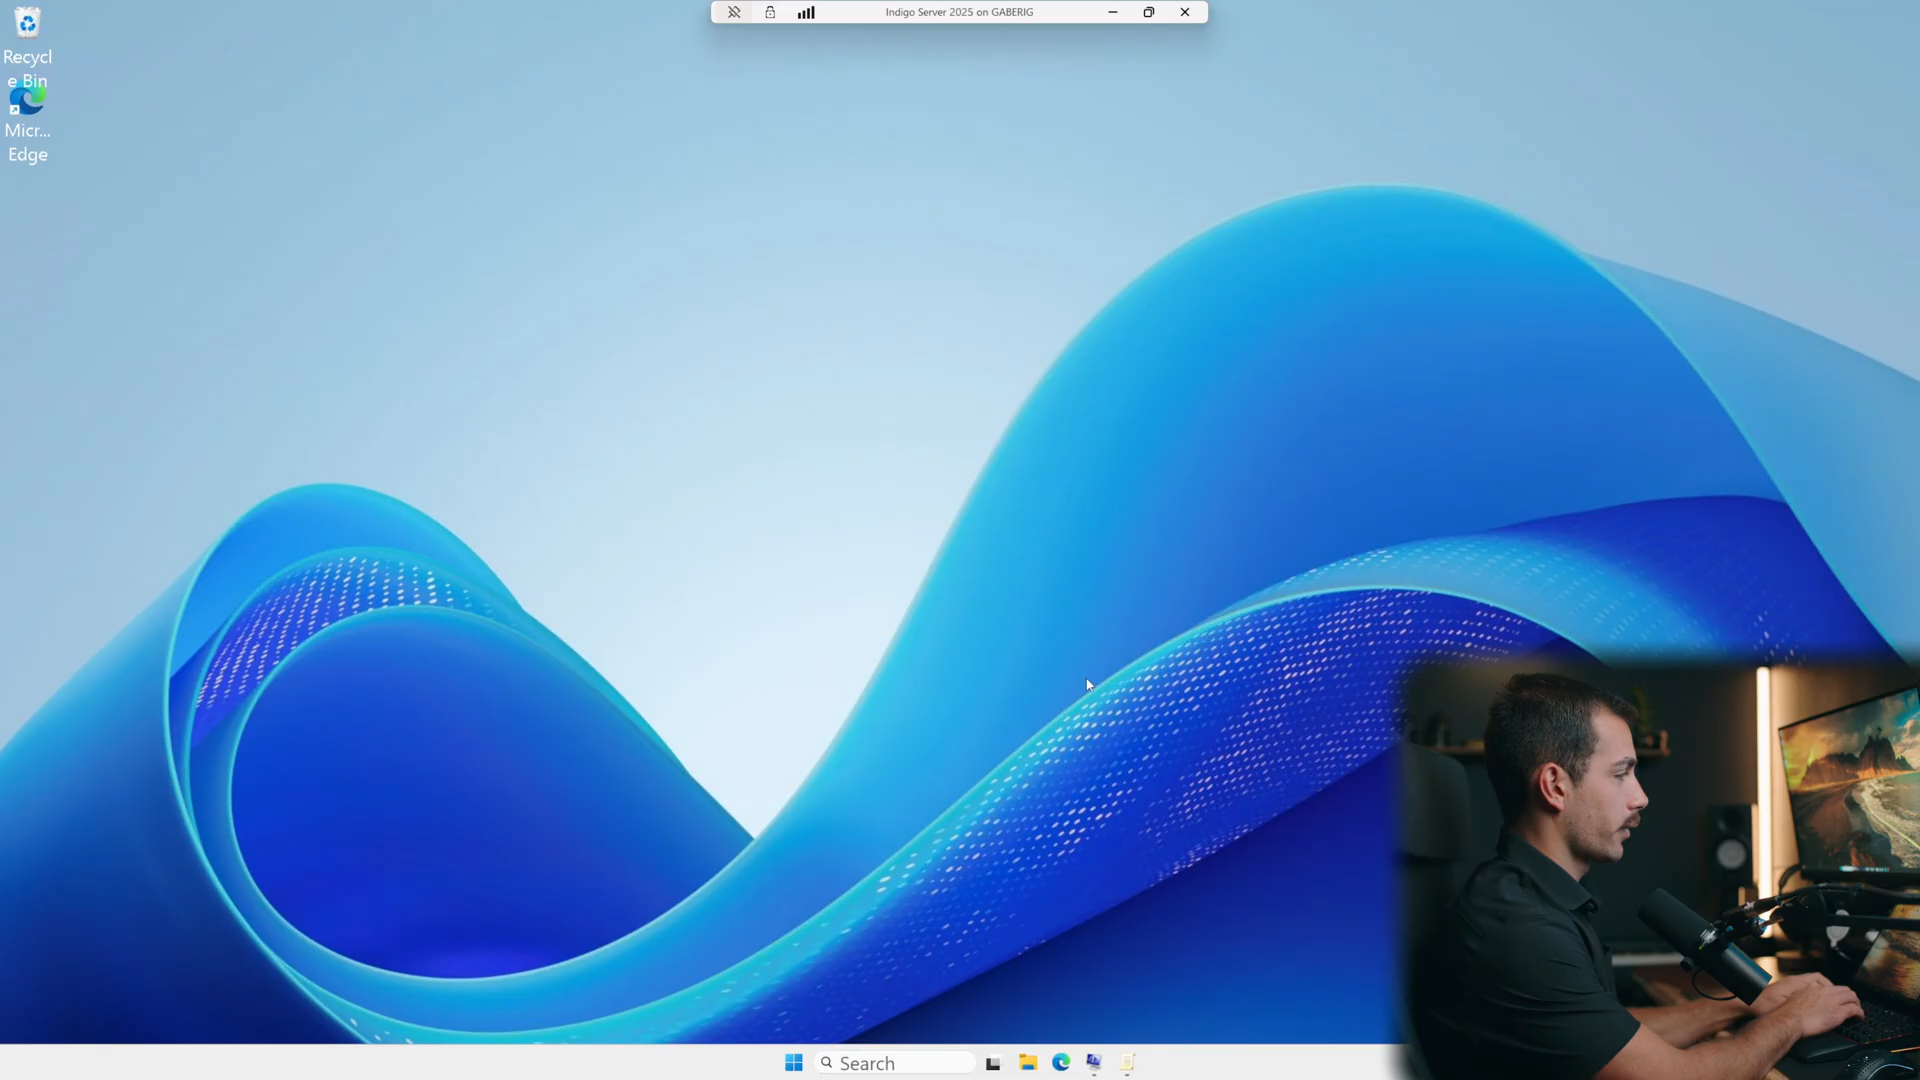 Indigo Server 2025 on GABERIG
Recycl
e Bin
Micr...
Edge
Search